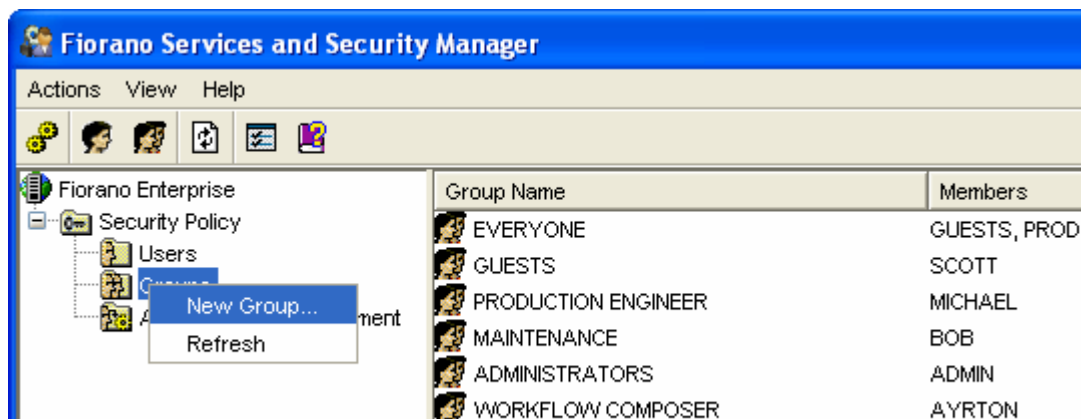 Fiorano Services and Security Manager
Actions View Help
Fiorano Enterprise
Security Policy
Users
New Group...
Refresh
Group Name Members
EVERYONE GUESTS, PROD
GUESTS SCOTT
PRODUCTION ENGINEER MICHAEL
MAINTENANCE BOB
ADMINISTRATORS ADMIN
WORKFLOW COMPOSER AYRTON